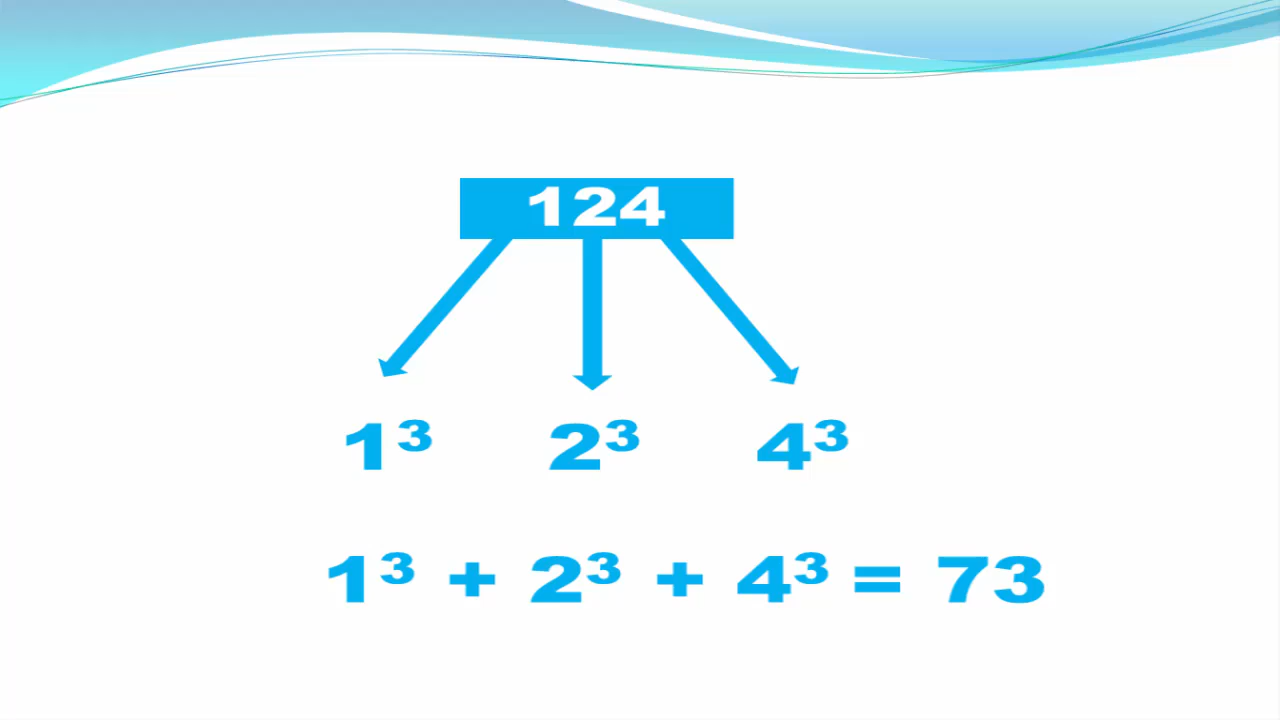 124
1³ 2³ 4³
1³ + 2³ + 4³ = 73